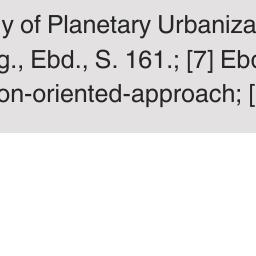 y of Planetary Urbaniza
g., Ebd., S. 161.; [7] Ebd
on-oriented-approach; [